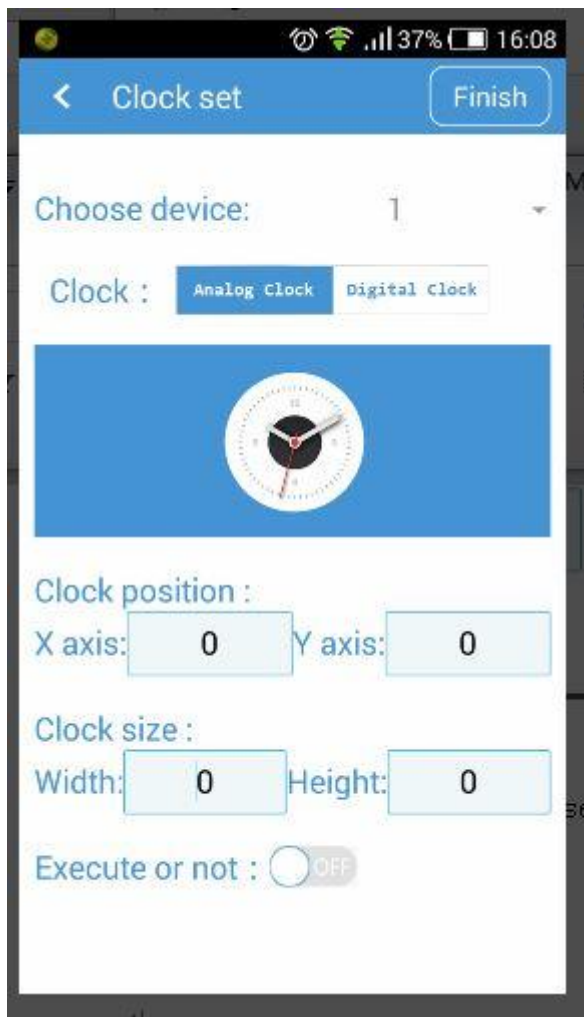 37% 16:08
Clock set Finish
Choose device: 1
Clock : Analog Clock Digital Clock
Clock position :
X axis: 0 Y axis: 0
Clock size :
Width: 0 Height: 0
Execute or not : OFF